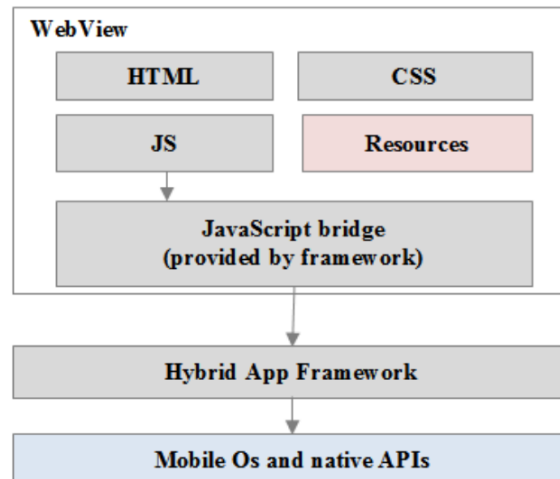 WebView
HTML
CSS
JS
Resources
JavaScript bridge
(provided by framework)
Hybrid App Framework
Mobile Os and native APIs